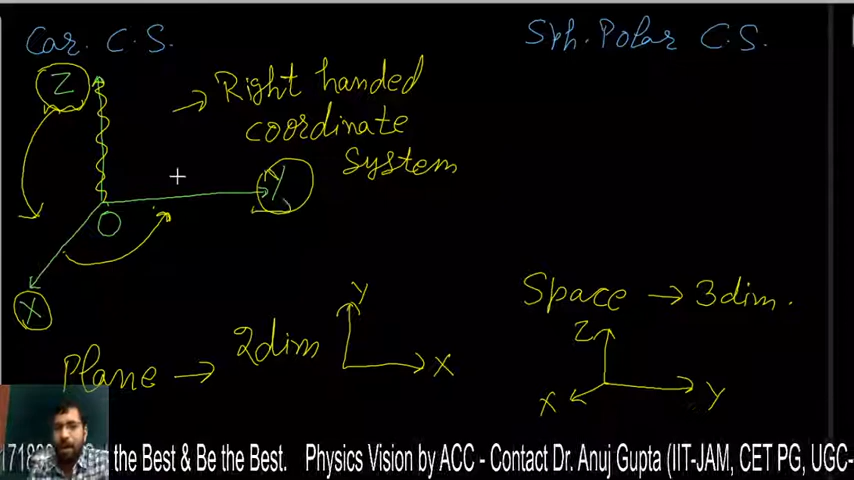 Car. C.S.
Sph. Polar C.S.
Z
→ Right handed
coordinate
System
Y
O
X
Space → 3dim.
Plane → 2dim
Y
X
Z
X
Y
the Best & Be the Best. Physics Vision by ACC - Contact Dr. Anuj Gupta (IIT-JAM, CET PG, UGC-